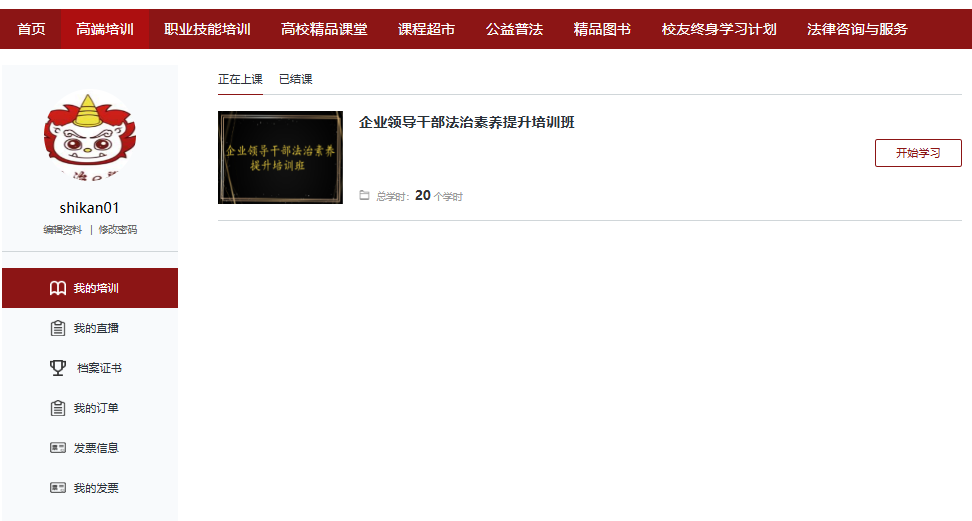 首页 高端培训 职业技能培训 高校精品课堂 课程超市 公益普法 精品图书 校友终身学习计划 法律咨询与服务
shikan01
编辑资料 | 修改密码
我的培训
我的直播
档案证书
我的订单
发票信息
我的发票
正在上课 已结课
企业领导干部法治素养
提升培训班
企业领导干部法治素养提升培训班
总学时：20 个学时
开始学习